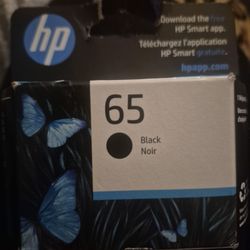 hp
Download the free
HP Smart app.
Téléchargez l'application
HP Smart gratuite.
hpapp.com
65
Black
Noir